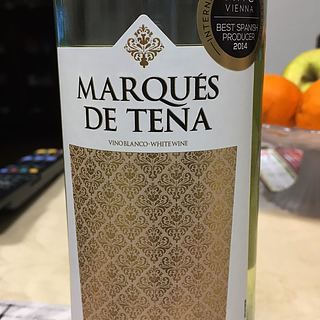 VIENNA
BEST SPANISH
PRODUCER
2014
MARQUÉS
DE TENA
VINO BLANCO · WHITE WINE